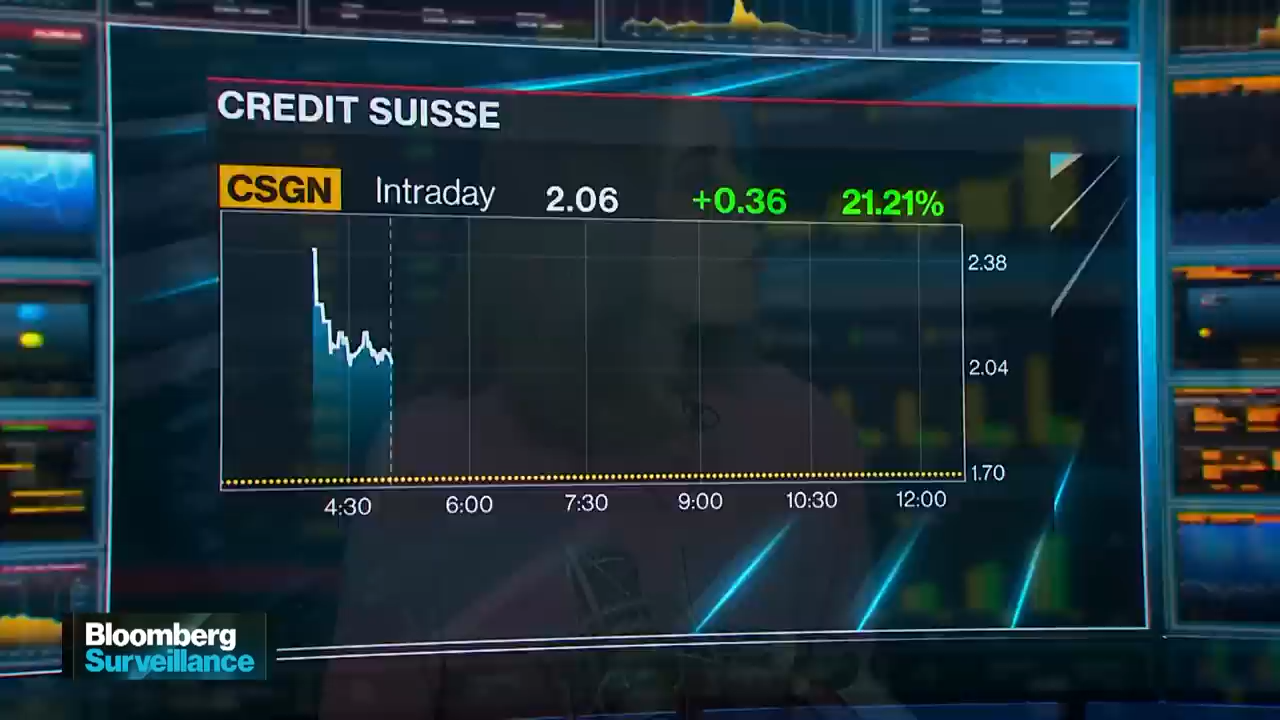 CREDIT SUISSE
CSGN Intraday 2.06 +0.36 21.21%
2.38
2.04
1.70
4:30 6:00 7:30 9:00 10:30 12:00
Bloomberg
Surveillance